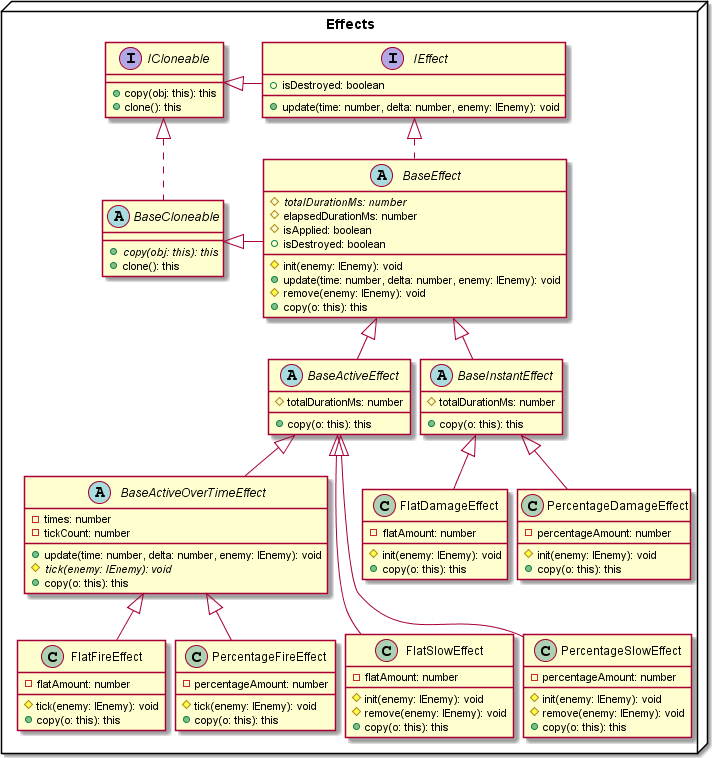 Effects
I ICloneable
copy(obj: this): this
clone(): this
I IEffect
isDestroyed: boolean
update(time: number, delta: number, enemy: IEnemy): void
A BaseCloneable
copy(obj: this): this
clone(): this
A BaseEffect
totalDurationMs: number
elapsedDurationMs: number
isApplied: boolean
isDestroyed: boolean
init(enemy: IEnemy): void
update(time: number, delta: number, enemy: IEnemy): void
remove(enemy: IEnemy): void
copy(o: this): this
A BaseActiveEffect
totalDurationMs: number
copy(o: this): this
A BaseInstantEffect
totalDurationMs: number
copy(o: this): this
A BaseActiveOverTimeEffect
times: number
tickCount: number
update(time: number, delta: number, enemy: IEnemy): void
tick(enemy: IEnemy): void
copy(o: this): this
C FlatDamageEffect
flatAmount: number
init(enemy: IEnemy): void
copy(o: this): this
C PercentageDamageEffect
percentageAmount: number
init(enemy: IEnemy): void
copy(o: this): this
C FlatFireEffect
flatAmount: number
tick(enemy: IEnemy): void
copy(o: this): this
C PercentageFireEffect
percentageAmount: number
tick(enemy: IEnemy): void
copy(o: this): this
C FlatSlowEffect
flatAmount: number
init(enemy: IEnemy): void
remove(enemy: IEnemy): void
copy(o: this): this
C PercentageSlowEffect
percentageAmount: number
init(enemy: IEnemy): void
remove(enemy: IEnemy): void
copy(o: this): this